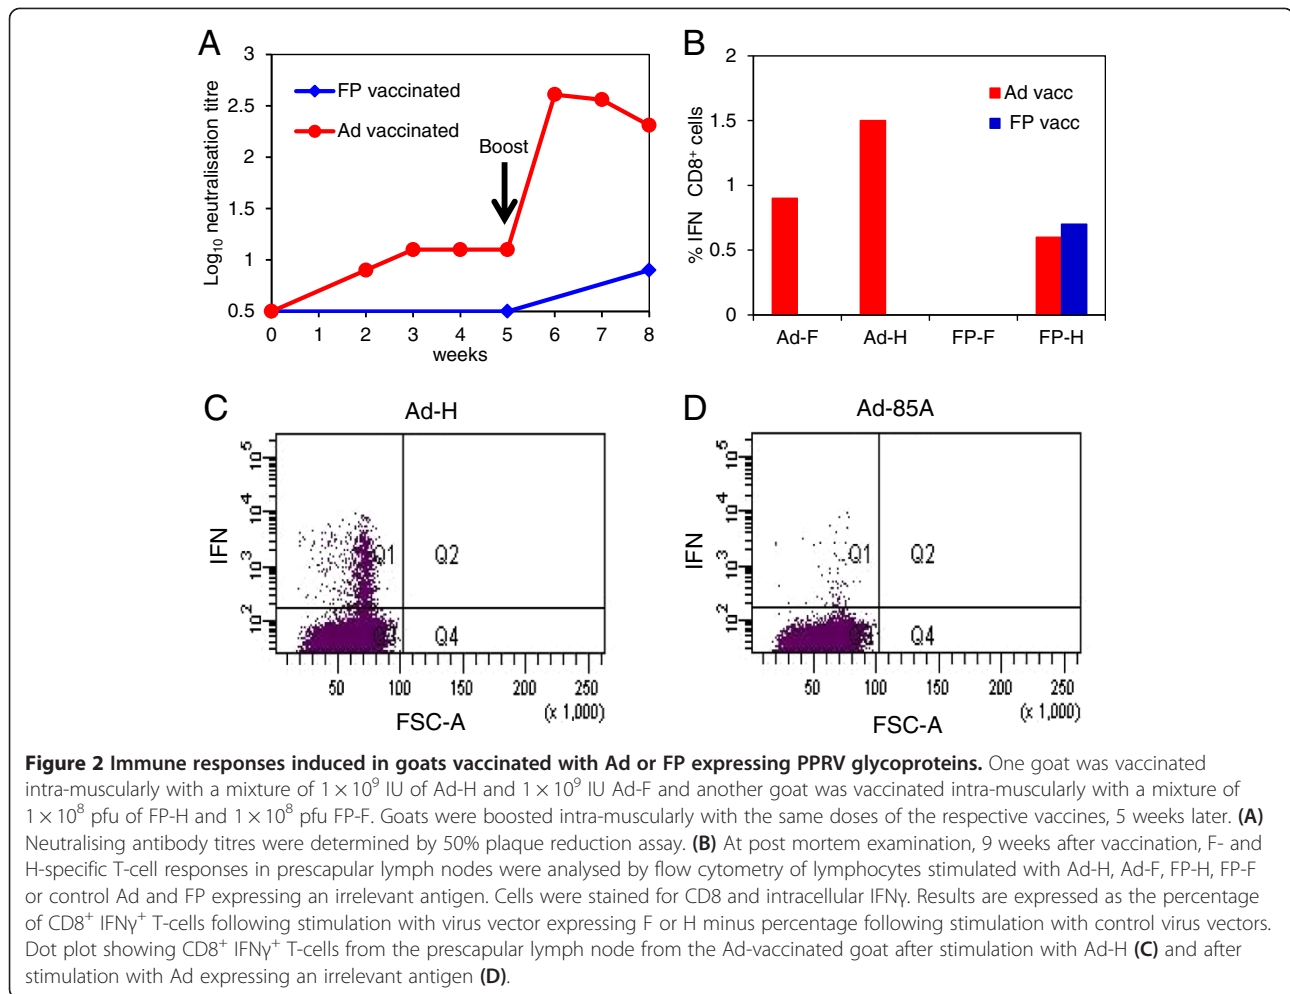 A
3
2.5
2
1.5
1
0.5
Log10 neutralisation titre
FP vaccinated
Ad vaccinated
Boost
0 1 2 3 4 5 6 7 8
weeks
B
2
1.5
1
0.5
0
% IFN CD8⁺ cells
Ad vacc
FP vacc
Ad-F Ad-H FP-F FP-H
C
Ad-H
IFN
10⁵
10⁴
10³
10²
Q1 Q2
Q4
50 100 150 200 250
(x 1,000)
FSC-A
D
Ad-85A
IFN
10⁵
10⁴
10³
10²
Q1 Q2
Q4
50 100 150 200 250
(x 1,000)
FSC-A
Figure 2 Immune responses induced in goats vaccinated with Ad or FP expressing PPRV glycoproteins. One goat was vaccinated
intra-muscularly with a mixture of 1 × 10⁹ IU of Ad-H and 1 × 10⁹ IU Ad-F and another goat was vaccinated intra-muscularly with a mixture of
1 × 10⁸ pfu of FP-H and 1 × 10⁸ pfu FP-F. Goats were boosted intra-muscularly with the same doses of the respective vaccines, 5 weeks later. (A)
Neutralising antibody titres were determined by 50% plaque reduction assay. (B) At post mortem examination, 9 weeks after vaccination, F- and
H-specific T-cell responses in prescapular lymph nodes were analysed by flow cytometry of lymphocytes stimulated with Ad-H, Ad-F, FP-H, FP-F
or control Ad and FP expressing an irrelevant antigen. Cells were stained for CD8 and intracellular IFNγ. Results are expressed as the percentage
of CD8⁺ IFNγ⁺ T-cells following stimulation with virus vector expressing F or H minus percentage following stimulation with control virus vectors.
Dot plot showing CD8⁺ IFNγ⁺ T-cells from the prescapular lymph node from the Ad-vaccinated goat after stimulation with Ad-H (C) and after
stimulation with Ad expressing an irrelevant antigen (D).